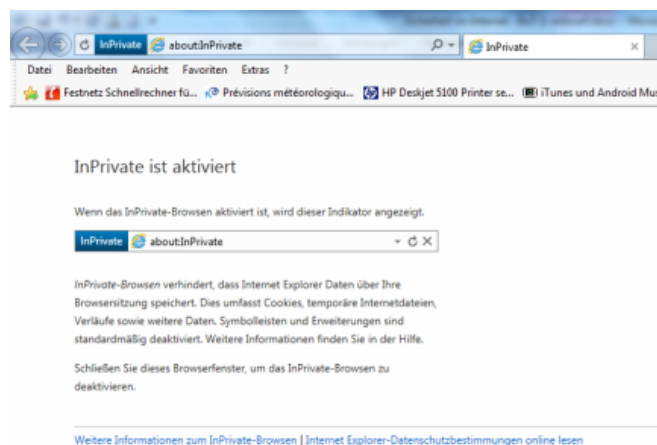 InPrivate about:InPrivate InPrivate
Datei Bearbeiten Ansicht Favoriten Extras ?
Festnetz Schnellrechner fü... Prévisions météorologiqu... HP Deskjet 5100 Printer se... iTunes und Android Mus
InPrivate ist aktiviert
Wenn das InPrivate-Browsen aktiviert ist, wird dieser Indikator angezeigt.
InPrivate about:InPrivate
InPrivate-Browsen verhindert, dass Internet Explorer Daten über Ihre
Browsersitzung speichert. Dies umfasst Cookies, temporäre Internetdateien,
Verläufe sowie weitere Daten. Symbolleisten und Erweiterungen sind
standardmäßig deaktiviert. Weitere Informationen finden Sie in der Hilfe.
Schließen Sie dieses Browserfenster, um das InPrivate-Browsen zu
deaktivieren.
Weitere Informationen zum InPrivate-Browsen | Internet Explorer-Datenschutzbestimmungen online lesen